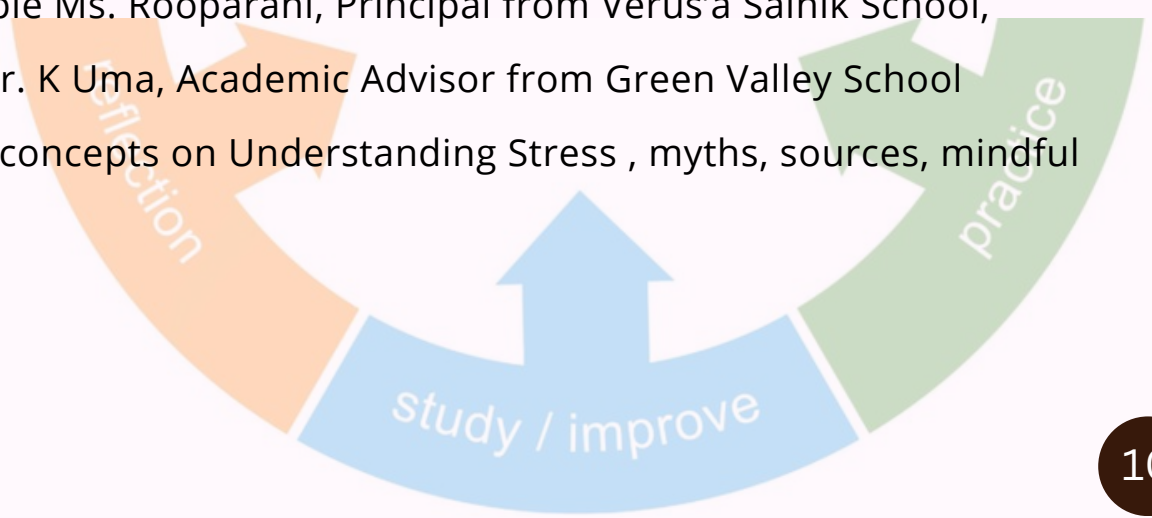 Ms. Rooparani, Principal from Verus'a Sainik School,
r. K Uma, Academic Advisor from Green Valley School
concepts on Understanding Stress , myths, sources, mindful
reflection
practice
study / improve